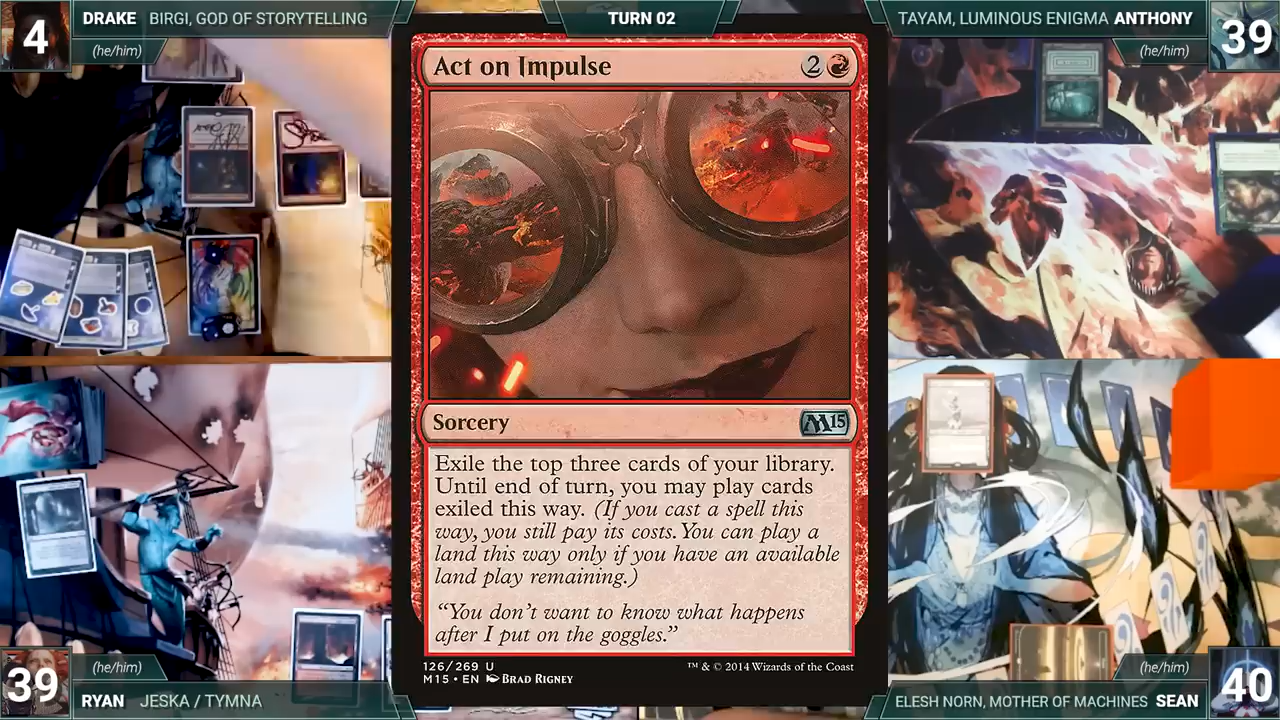 4
DRAKE BIRGI, GOD OF STORYTELLING
(he/him)
TURN 02
TAYAM, LUMINOUS ENIGMA ANTHONY
(he/him)
39
Act on Impulse 2
Sorcery M15
Exile the top three cards of your library.
Until end of turn, you may play cards
exiled this way. (If you cast a spell this
way, you still pay its costs.You can play a
land this way only if you have an available
land play remaining.)
“You don’t want to know what happens
after I put on the goggles.”
126/269 U
M15 • EN BRAD RIGNEY
™ & © 2014 Wizards of the Coast
39
(he/him)
RYAN JESKA / TYMNA
(he/him)
ELESH NORN, MOTHER OF MACHINES SEAN
40